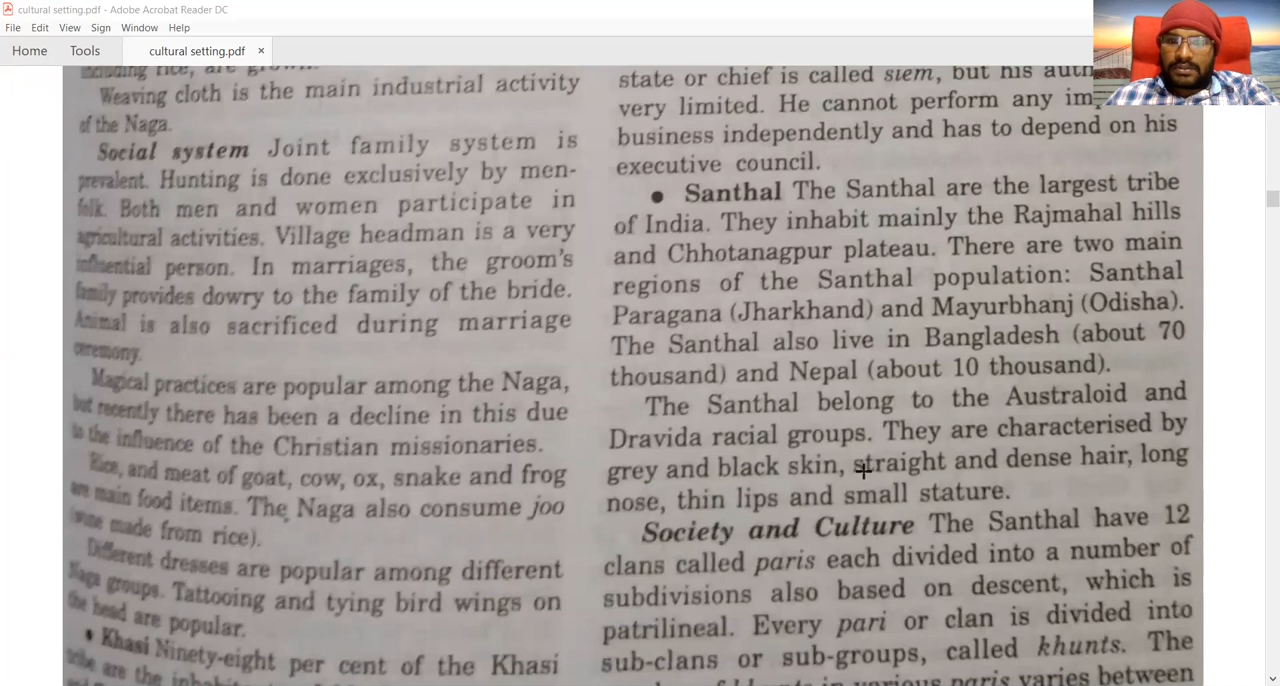 cultural setting.pdf - Adobe Acrobat Reader DC
File Edit View Sign Window Help
Home Tools cultural setting.pdf ×
including rice, are grown.
Weaving cloth is the main industrial activity
of the Naga.
Social system Joint family system is
prevalent. Hunting is done exclusively by men-
folk. Both men and women participate in
agricultural activities. Village headman is a very
influential person. In marriages, the groom's
family provides dowry to the family of the bride.
Animal is also sacrificed during marriage
ceremony.
Magical practices are popular among the Naga,
but recently there has been a decline in this due
to the influence of the Christian missionaries.
Rice, and meat of goat, cow, ox, snake and frog
are main food items. The Naga also consume joo
(wine made from rice).
Different dresses are popular among different
Naga groups. Tattooing and tying bird wings on
the head are popular.
• Khasi Ninety-eight per cent of the Khasi
tribe are the
state or chief is called siem, but his
very limited. He cannot perform any
business independently and has to depend on his
executive council.
• Santhal The Santhal are the largest tribe
of India. They inhabit mainly the Rajmahal hills
and Chhotanagpur plateau. There are two main
regions of the Santhal population: Santhal
Paragana (Jharkhand) and Mayurbhanj (Odisha).
The Santhal also live in Bangladesh (about 70
thousand) and Nepal (about 10 thousand).
The Santhal belong to the Australoid and
Dravida racial groups. They are characterised by
grey and black skin, straight and dense hair, long
nose, thin lips and small stature.
Society and Culture The Santhal have 12
clans called paris each divided into a number of
subdivisions also based on descent, which is
patrilineal. Every pari or clan is divided into
sub-clans or sub-groups, called khunts. The
in various paris varies between